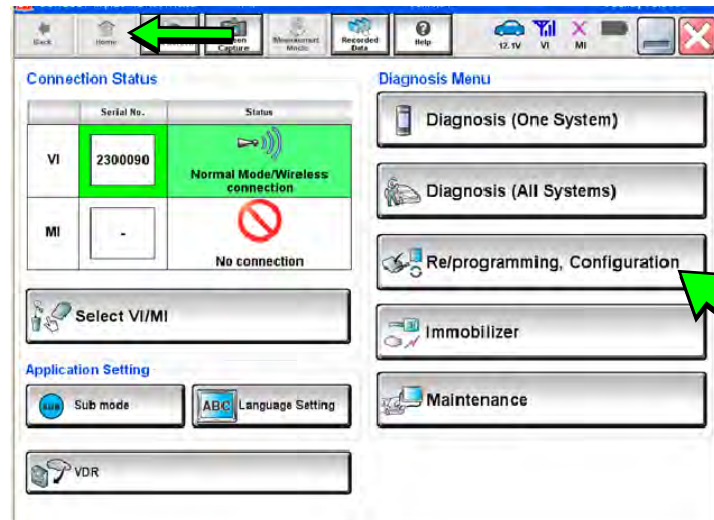 Back
Home
Screen Capture
Measurement Mode
Recorded Data
Help
12.1V
VI
MI
Connection Status
Serial No.
Status
VI
2300090
Normal Mode/Wireless connection
MI
-
No connection
Select VI/MI
Application Setting
SUB
Sub mode
ABC
Language Setting
VDR
Diagnosis Menu
Diagnosis (One System)
Diagnosis (All Systems)
Re/programming, Configuration
Immobilizer
Maintenance